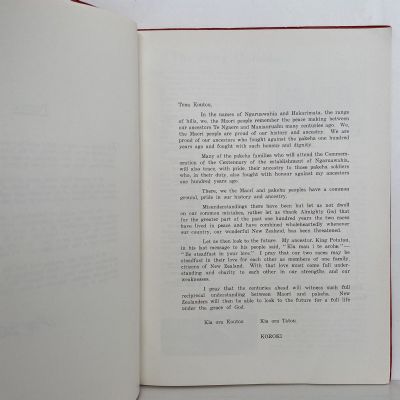 Tena Koutou,
In the names of Ngaruawahia and Hakarimata, the range
of hills, we, the Maori people remember the peace making between
our ancestors Te Ngaere and Maniauruahu many centuries ago. We,
the Maori people are proud of our history and ancestry. We are
proud of our ancestors who fought against the pakeha one hundred
years ago and fought with such honour and dignity.
Many of the pakeha families who will attend the Commem-
oration of the Centenary of the establishment of Ngaruawahia,
will also trace, with pride, their ancestry to those pakeha soldiers
who, in their duty, also fought with honour against my ancestors
one hundred years ago.
There, we the Maori and pakeha peoples have a common
ground, pride in our history and ancestry.
Misunderstandings there have been but let us not dwell
on our common mistakes, rather let us thank Almighty God that
for the greater part of the past one hundred years the two races
have lived in peace and have combined wholeheartedly whenever
our country, our wonderful New Zealand, has been threatened.
Let us then look to the future. My ancestor, King Potatau,
in his last message to his people said, "Kia mau i te aroha"—
"Be steadfast in your love". I pray that our two races may be
steadfast in their love for each other as members of one family,
citizens of New Zealand. With that love must come full under-
standing and charity to each other in our strengths and our
weaknesses.
I pray that the centuries ahead will witness such full
reciprocal understanding between Maori and pakeha. New
Zealanders will then be able to look to the future for a full life
under the grace of God.
Kia ora Koutou Kia ora Tatou.
KOROKI